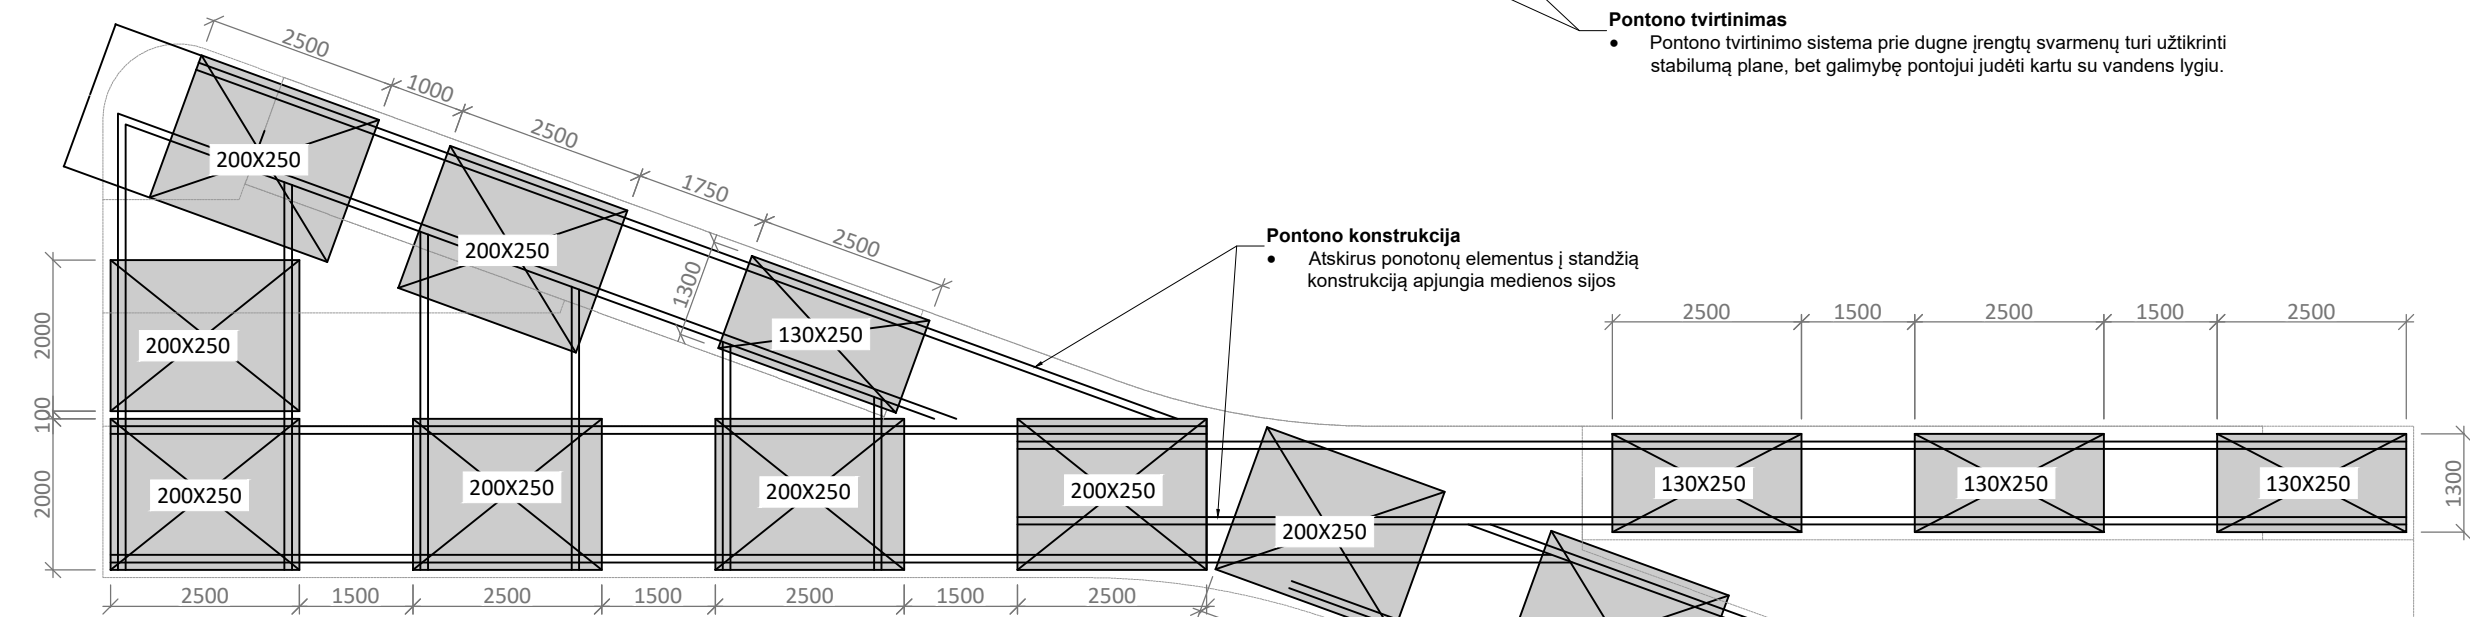 Pontono tvirtinimas
● Pontono tvirtinimo sistema prie dugne įrengtų svarmenų turi užtikrinti
stabilumą plane, bet galimybę pontojui judėti kartu su vandens lygiu.
2500
1000
2500
1750
2500
1300
200X250
200X250
130X250
Pontono konstrukcija
● Atskirus ponotonų elementus į standžią
konstrukciją apjungia medienos sijos
2500
1500
2500
1500
2500
2000
100
2000
200X250
200X250
200X250
200X250
200X250
200X250
130X250
130X250
130X250
1300
2500
1500
2500
1500
2500
1500
2500